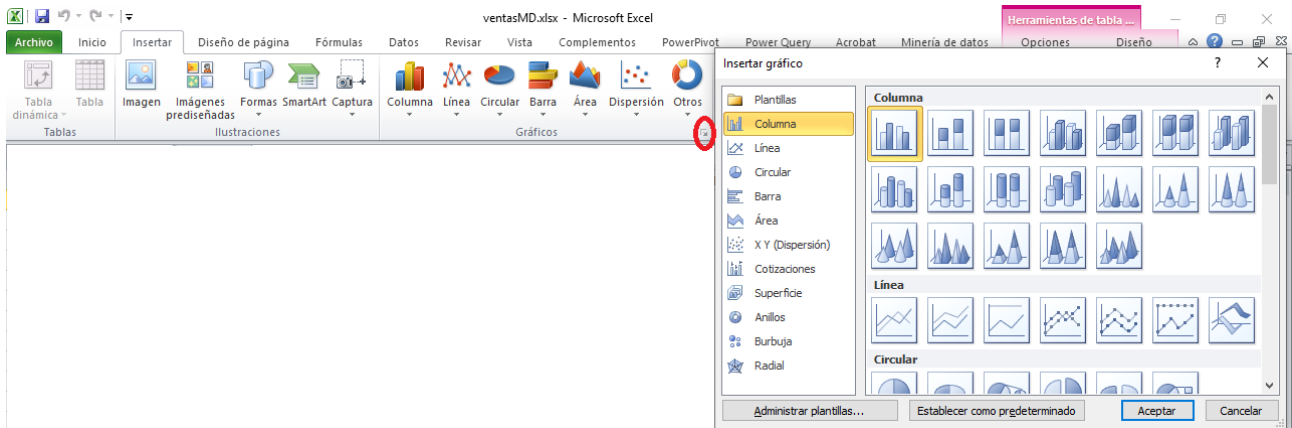 ventasMD.xlsx - Microsoft Excel
Herramientas de tabla ...
Archivo Inicio Insertar Diseño de página Fórmulas Datos Revisar Vista Complementos PowerPivot Power Query Acrobat Minería de datos Opciones Diseño
Tabla dinámica
Tabla
Imagen
Imágenes prediseñadas
Formas
SmartArt
Captura
Columna
Línea
Circular
Barra
Área
Dispersión
Otros
Tablas
Ilustraciones
Gráficos
Insertar gráfico
Plantillas
Columna
Línea
Circular
Barra
Área
X Y (Dispersión)
Cotizaciones
Superficie
Anillos
Burbuja
Radial
Columna
Línea
Circular
Administrar plantillas...
Establecer como predeterminado
Aceptar
Cancelar